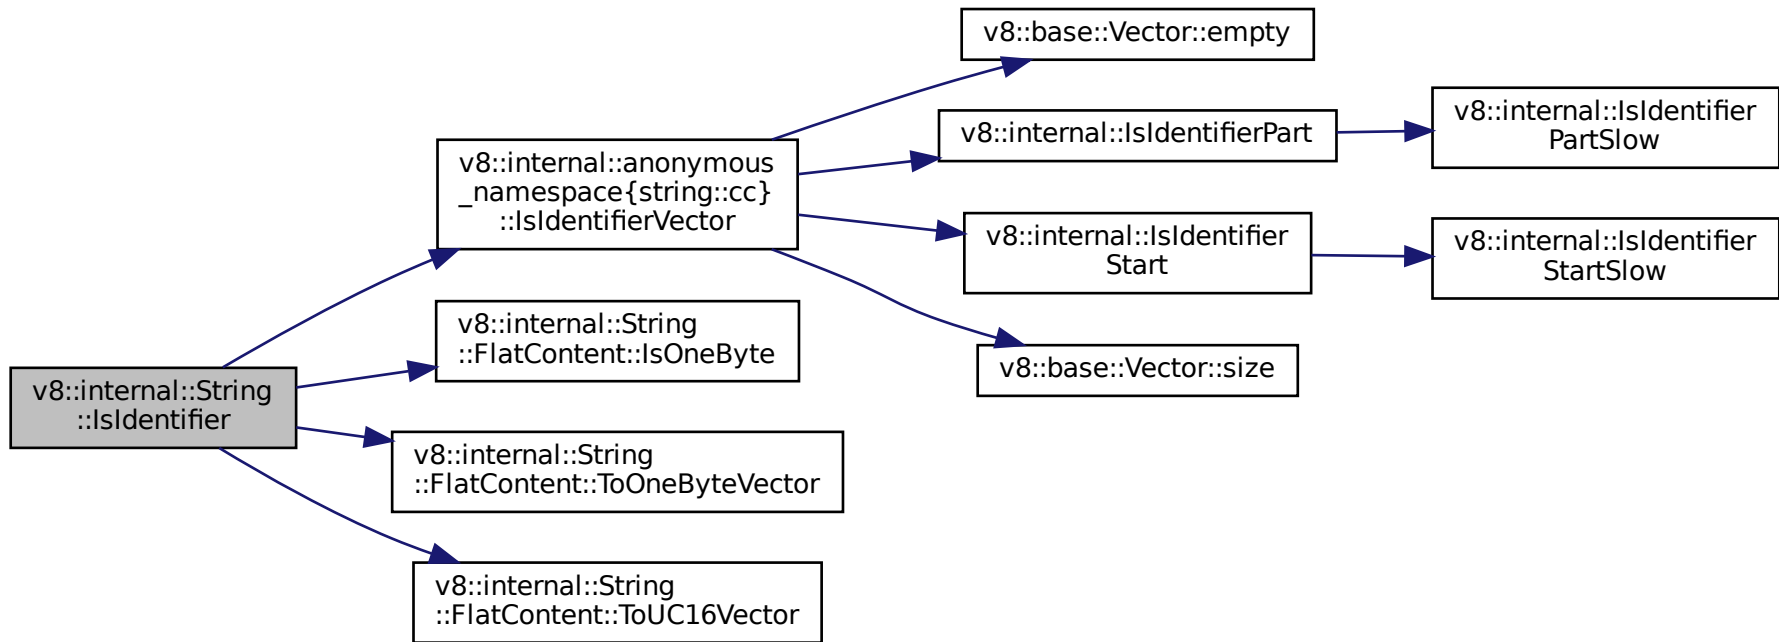 v8::internal::String
::IsIdentifier
v8::internal::anonymous
_namespace{string::cc}
::IsIdentifierVector
v8::base::Vector::empty
v8::internal::IsIdentifierPart
v8::internal::IsIdentifier
PartSlow
v8::internal::IsIdentifier
Start
v8::internal::IsIdentifier
StartSlow
v8::base::Vector::size
v8::internal::String
::FlatContent::IsOneByte
v8::internal::String
::FlatContent::ToOneByteVector
v8::internal::String
::FlatContent::ToUC16Vector